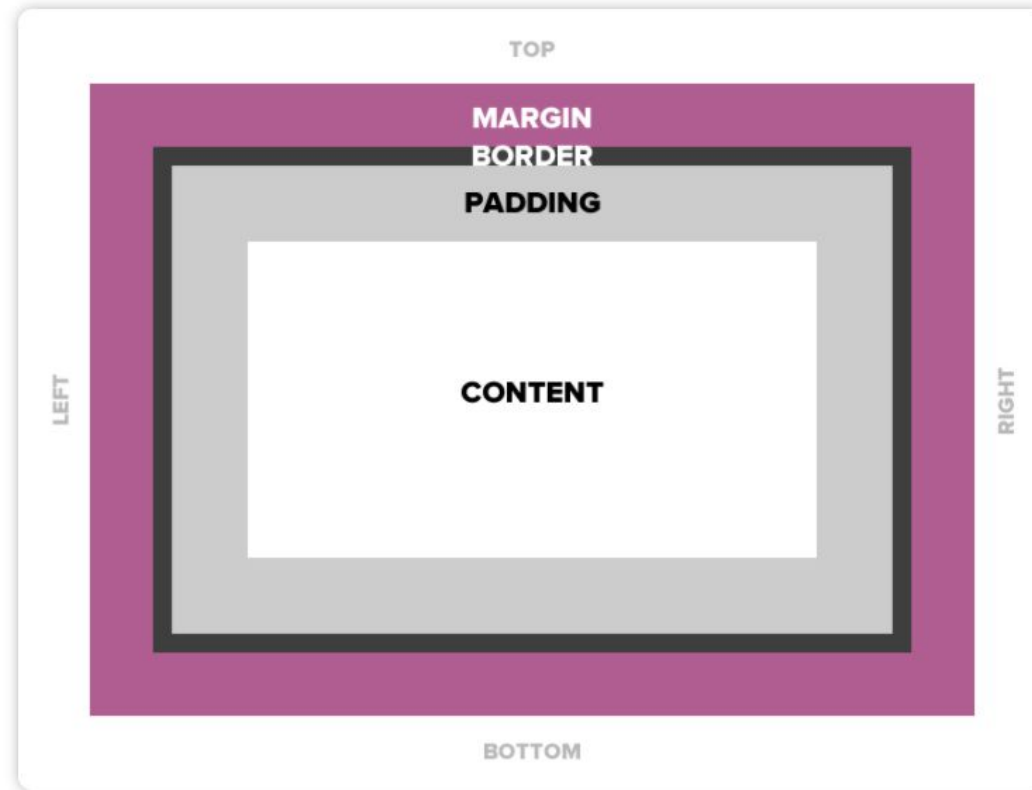 TOP
MARGIN
BORDER
PADDING
LEFT
CONTENT
RIGHT
BOTTOM